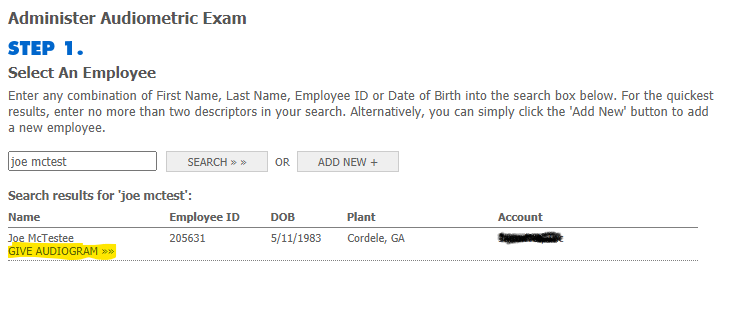 Administer Audiometric Exam
STEP 1.
Select An Employee
Enter any combination of First Name, Last Name, Employee ID or Date of Birth into the search box below. For the quickest
results, enter no more than two descriptors in your search. Alternatively, you can simply click the 'Add New' button to add
a new employee.
joe mctest SEARCH » » OR ADD NEW +
Search results for 'joe mctest':
Name Employee ID DOB Plant Account
Joe McTestee 205631 5/11/1983 Cordele, GA
GIVE AUDIOGRAM »»